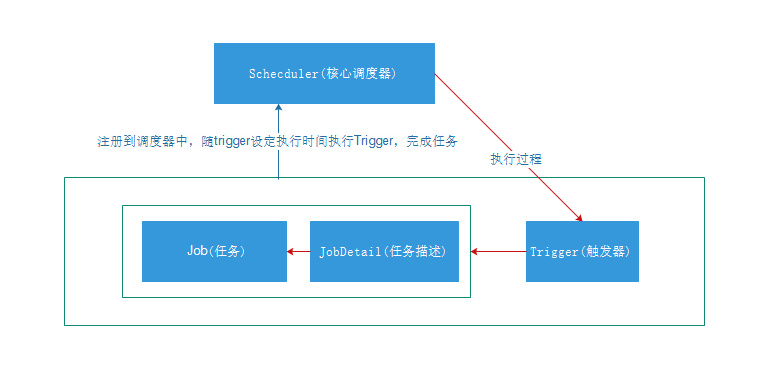 Schecduler(核心调度器)
注册到调度器中，随trigger设定执行时间执行Trigger，完成任务
执行过程
Job(任务)
JobDetail(任务描述)
Trigger(触发器)